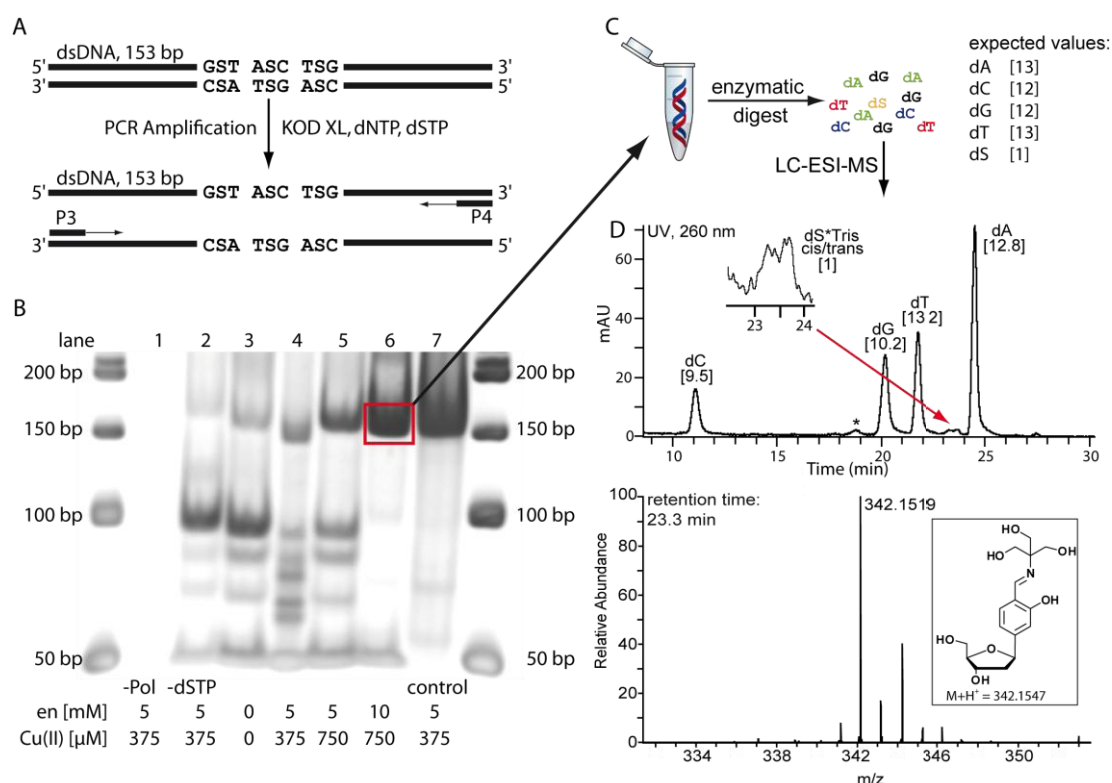 A
dsDNA, 153 bp
5' GST ASC TSG 3'
3' CSA TSG ASC 5'
PCR Amplification KOD XL, dNTP, dSTP
dsDNA, 153 bp
5' GST ASC TSG 3'
P3 P4
3' CSA TSG ASC 5'
B
lane 1 2 3 4 5 6 7
200 bp 200 bp
150 bp 150 bp
100 bp 100 bp
50 bp 50 bp
-Pol -dSTP control
en [mM] 5 5 0 5 5 10 5
Cu(II) [µM] 375 375 0 375 750 750 375
C
enzymatic
digest
dA dG dA
dT dS dG
dC dA dC
dG dT
LC-ESI-MS
expected values:
dA [13]
dC [12]
dG [12]
dT [13]
dS [1]
D
UV, 260 nm
dS*Tris
cis/trans
[1]
23 24
dC
[9.5]
*
dG
[10.2]
dT
[13 2]
dA
[12.8]
mAU
60
40
20
0
10 15 20 25 30
Time (min)
retention time:
23.3 min
342.1519
Relative Abundance
100
80
60
40
20
0
334 338 342 346 350
m/z
HO
HO OH
N
OH
HO
O
OH
M+H⁺ = 342.1547